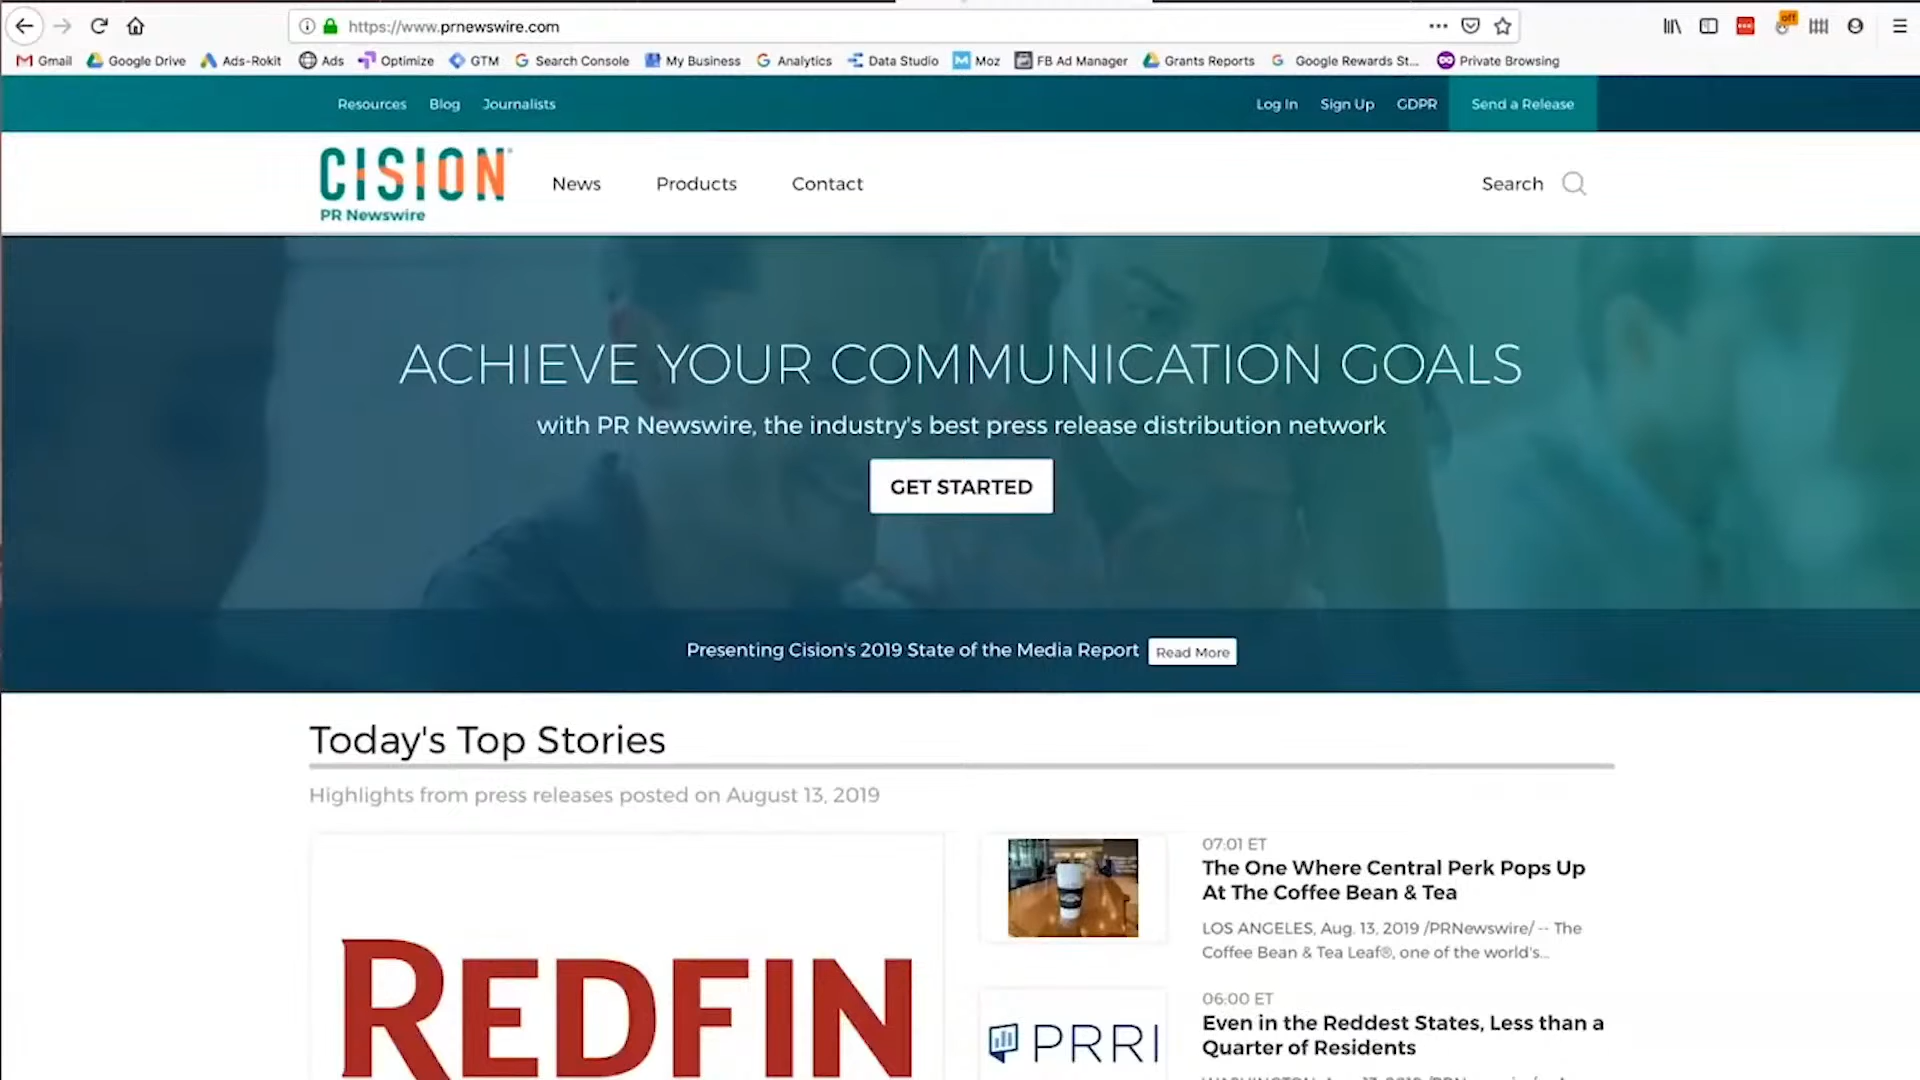 https://www.prnewswire.com
off
Gmail Google Drive Ads-Rokit Ads Optimize GTM Search Console My Business Analytics Data Studio Moz FB Ad Manager Grants Reports Google Rewards St... Private Browsing
Resources Blog Journalists Log In Sign Up GDPR Send a Release
CISION
PR Newswire
News Products Contact Search
ACHIEVE YOUR COMMUNICATION GOALS
with PR Newswire, the industry's best press release distribution network
GET STARTED
Presenting Cision's 2019 State of the Media Report Read More
Today's Top Stories
Highlights from press releases posted on August 13, 2019
REDFIN
07:01 ET
The One Where Central Perk Pops Up
At The Coffee Bean & Tea
LOS ANGELES, Aug. 13, 2019 /PRNewswire/ -- The
Coffee Bean & Tea Leaf®, one of the world's...
PRRI
06:00 ET
Even in the Reddest States, Less than a
Quarter of Residents